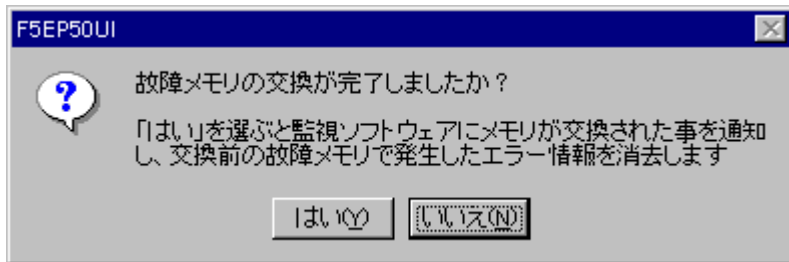 F5EP50UI
故障メモリの交換が完了しましたか？
「はい」を選ぶと監視ソフトウェアにメモリが交換された事を通知
し、交換前の故障メモリで発生したエラー情報を消去します
はい(Y)
いいえ(N)